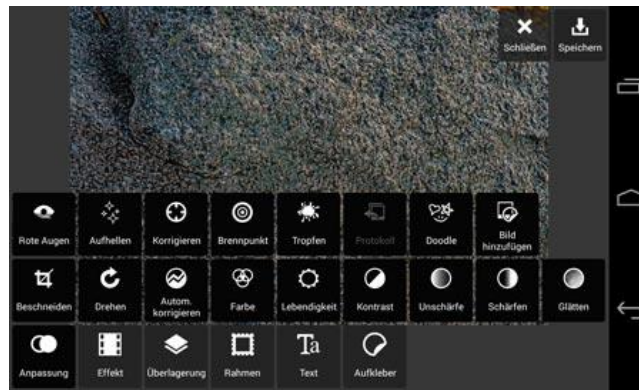 Schließen Speichern
Rote Augen Aufhellen Korrigieren Brennpunkt Tropfen Protokoll Doodle Bild
hinzufügen
Beschneiden Drehen Autom.
korrigieren Farbe Lebendigkeit Kontrast Unschärfe Schärfen Glätten
Anpassung Effekt Überlagerung Rahmen Ta
Text Aufkleber